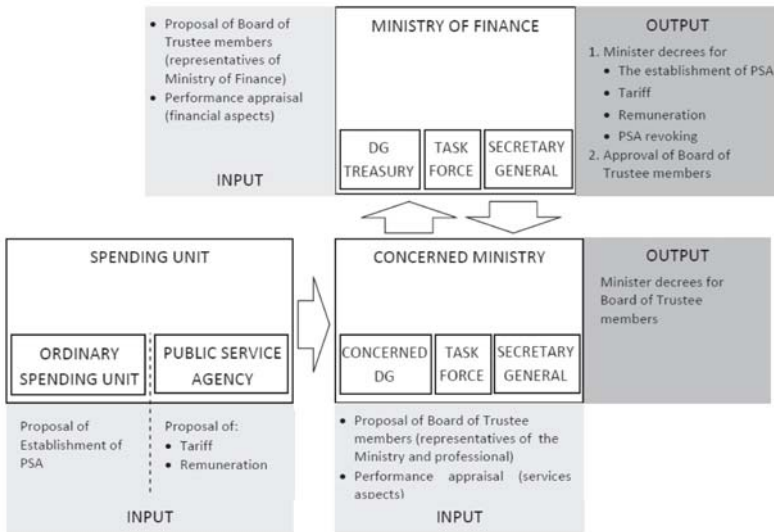 • Proposal of Board of
Trustee members
(representatives of
Ministry of Finance)
• Performance appraisal
(financial aspects)
INPUT
MINISTRY OF FINANCE
DG
TREASURY
TASK
FORCE
SECRETARY
GENERAL
OUTPUT
1. Minister decrees for
• The establishment of PSA
• Tariff
• Remuneration
• PSA revoking
2. Approval of Board of
Trustee members
SPENDING UNIT
ORDINARY
SPENDING UNIT
PUBLIC SERVICE
AGENCY
Proposal of
Establishment of
PSA
Proposal of:
• Tariff
• Remuneration
INPUT
CONCERNED MINISTRY
CONCERNED
DG
TASK
FORCE
SECRETARY
GENERAL
• Proposal of Board of Trustee
members (representatives of the
Ministry and professional)
• Performance appraisal (services
aspects)
INPUT
OUTPUT
Minister decrees for
Board of Trustee
members